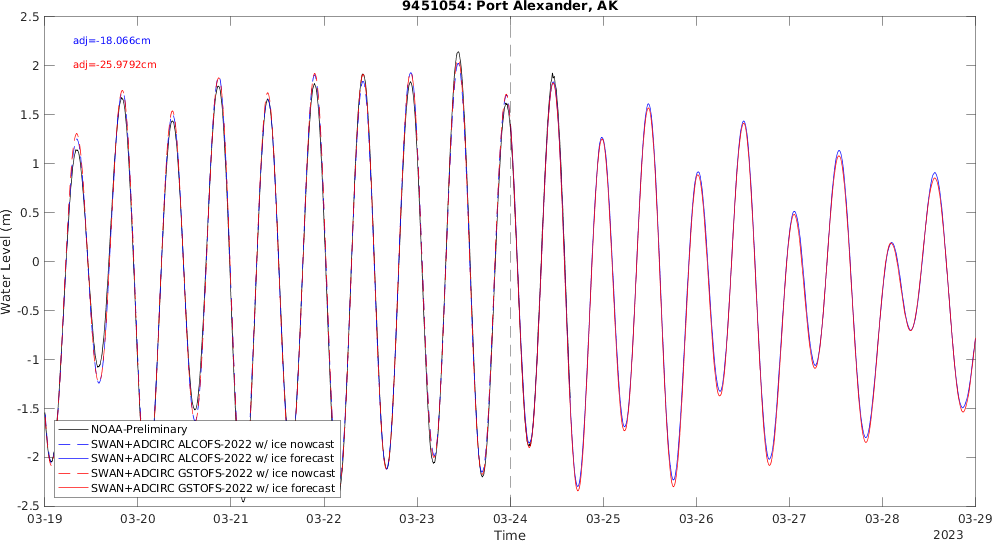 9451054: Port Alexander, AK
adj=-18.066cm
adj=-25.9792cm
Water Level (m)
2.5
2
1.5
1
0.5
0
-0.5
-1
-1.5
-2
-2.5
NOAA-Preliminary
SWAN+ADCIRC ALCOFS-2022 w/ ice nowcast
SWAN+ADCIRC ALCOFS-2022 w/ ice forecast
SWAN+ADCIRC GSTOFS-2022 w/ ice nowcast
SWAN+ADCIRC GSTOFS-2022 w/ ice forecast
03-19 03-20 03-21 03-22 03-23 03-24 03-25 03-26 03-27 03-28 03-29
Time
2023